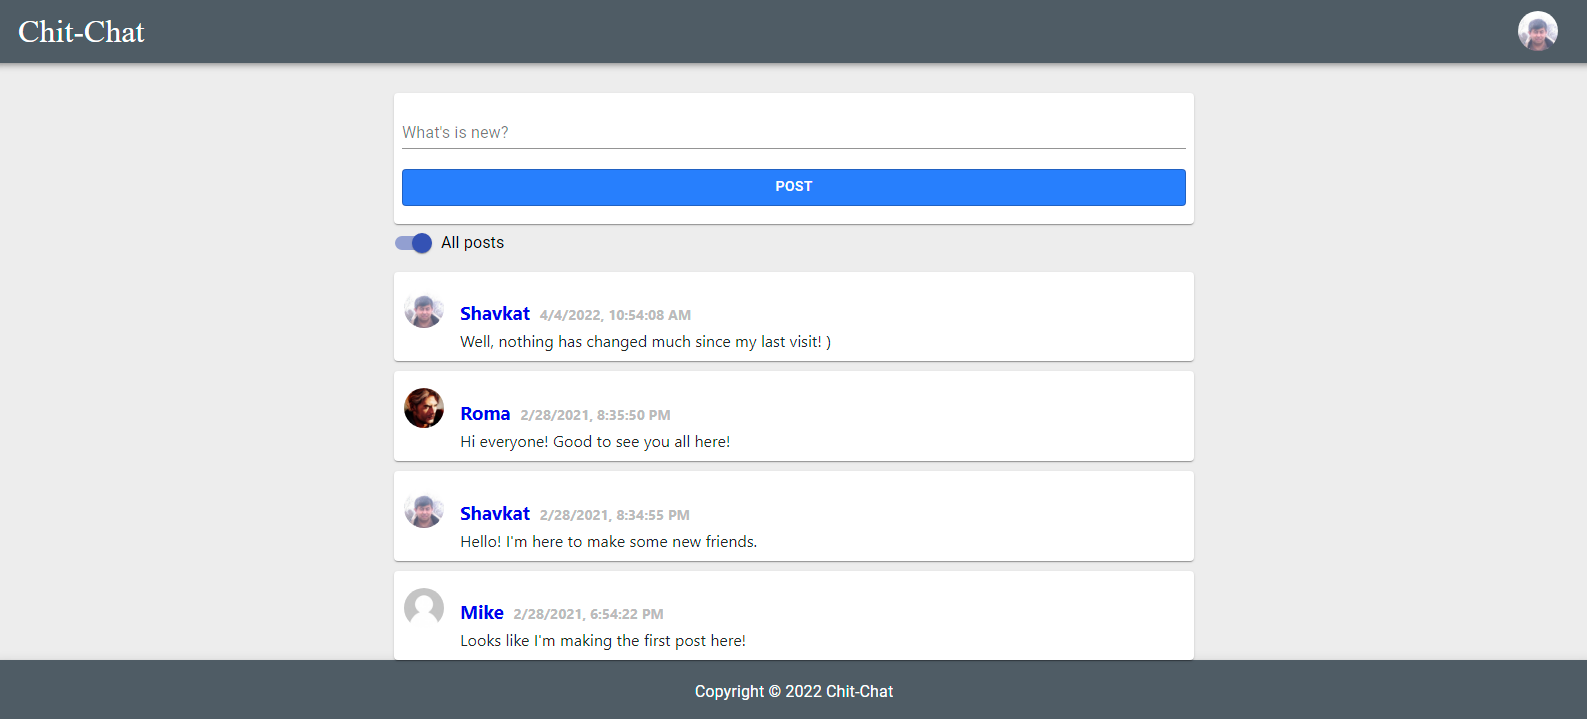 Chit-Chat
What's is new?
POST
All posts
Shavkat 4/4/2022, 10:54:08 AM
Well, nothing has changed much since my last visit! )
Roma 2/28/2021, 8:35:50 PM
Hi everyone! Good to see you all here!
Shavkat 2/28/2021, 8:34:55 PM
Hello! I'm here to make some new friends.
Mike 2/28/2021, 6:54:22 PM
Looks like I'm making the first post here!
Copyright © 2022 Chit-Chat